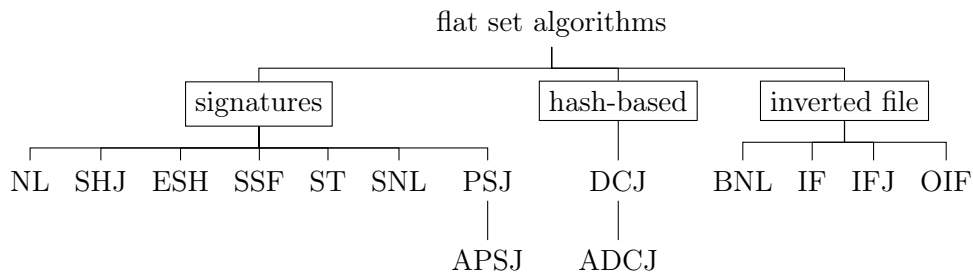 flat set algorithms
signatures hash-based inverted file
NL SHJ ESH SSF ST SNL PSJ DCJ BNL IF IFJ OIF
APSJ ADCJ